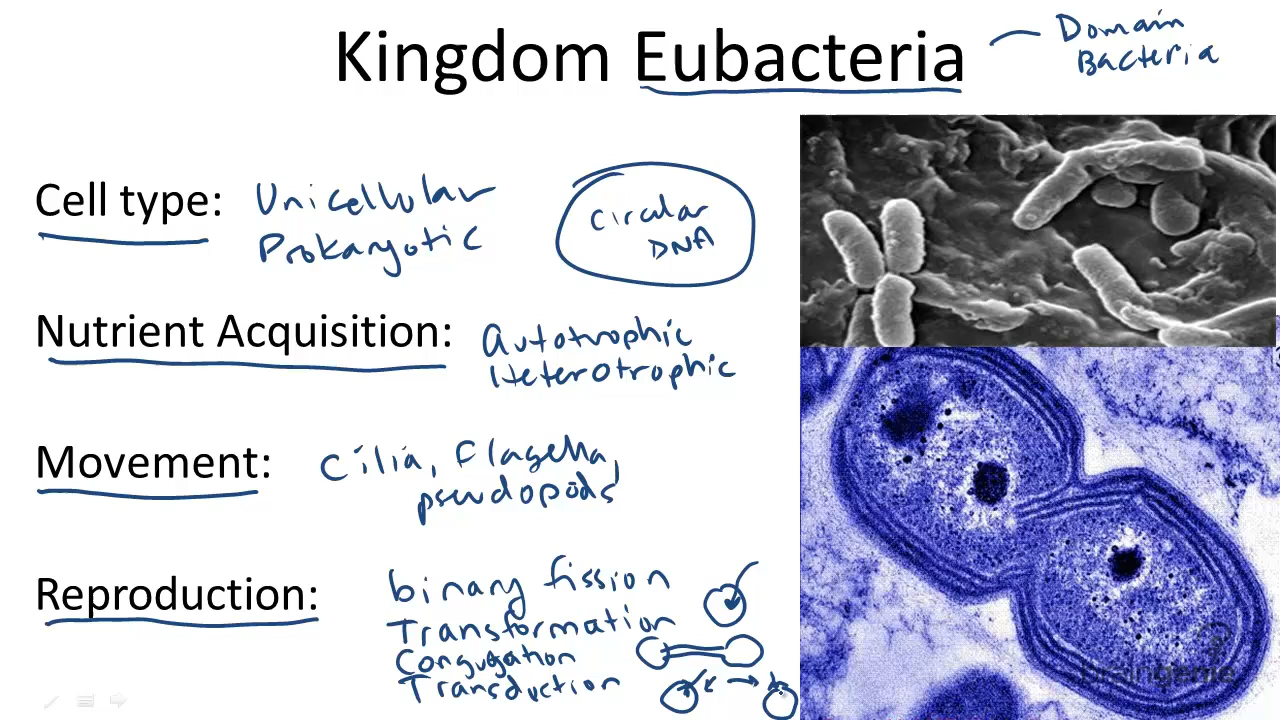 Kingdom Eubacteria
Domain
Bacteria
Cell type:
Unicellular
Prokaryotic
Circular
DNA
Nutrient Acquisition:
Autotrophic
Heterotrophic
Movement:
Cilia, Flagella,
pseudopods
Reproduction:
binary fission
Transformation
Conjugation
Transduction
braingenie